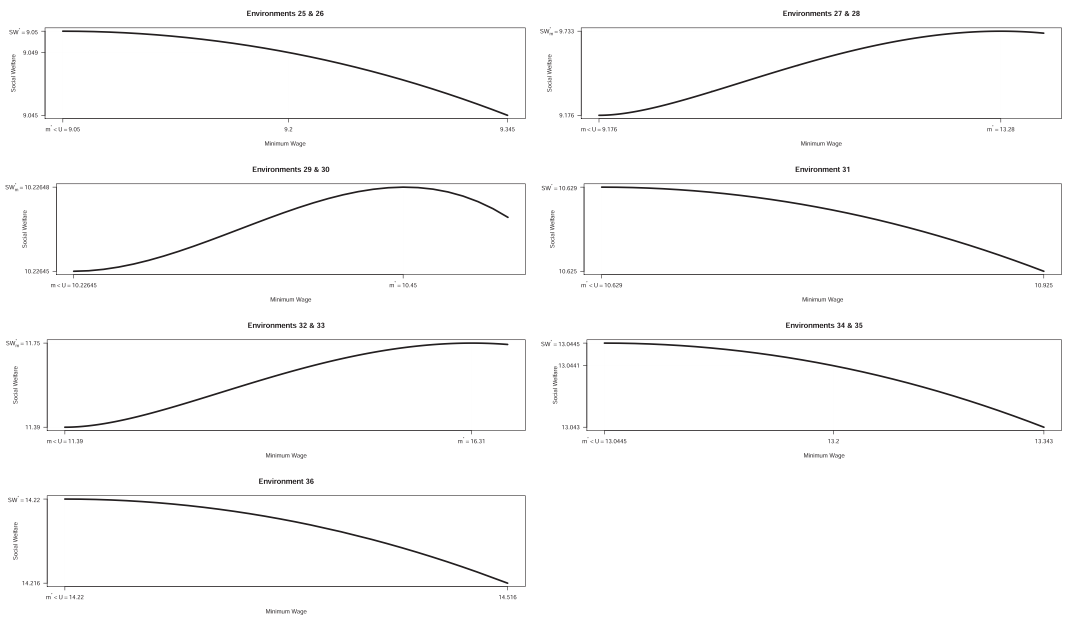 Environments 25 & 26
SW* = 9.05
9.049
9.045
Social Welfare
m* < U = 9.05
9.2
9.345
Minimum Wage
Environments 27 & 28
SW*m = 9.733
9.176
Social Welfare
m < U = 9.176
m* = 13.28
Minimum Wage
Environments 29 & 30
SW*m = 10.22648
10.22645
Social Welfare
m < U = 10.22645
m* = 10.45
Minimum Wage
Environment 31
SW* = 10.629
10.625
Social Welfare
m* < U = 10.629
10.925
Minimum Wage
Environments 32 & 33
SW*m = 11.75
11.39
Social Welfare
m < U = 11.39
m* = 16.31
Minimum Wage
Environments 34 & 35
SW* = 13.0445
13.0441
13.043
Social Welfare
m* < U = 13.0445
13.2
13.343
Minimum Wage
Environment 36
SW* = 14.22
14.216
Social Welfare
m* < U = 14.22
14.516
Minimum Wage